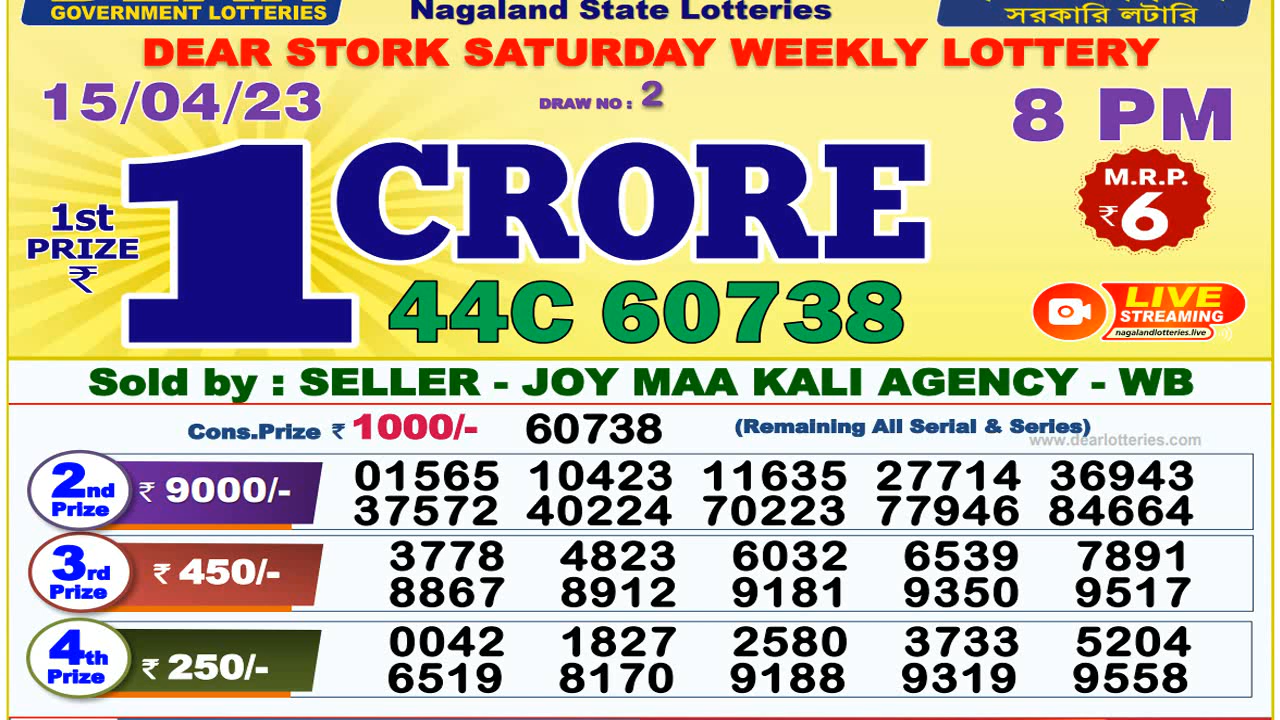 GOVERNMENT LOTTERIES
Nagaland State Lotteries
সরকারি লটারি
DEAR STORK SATURDAY WEEKLY LOTTERY
15/04/23
DRAW NO : 2
8 PM
1st
PRIZE
₹
1 CRORE
M.R.P.
₹ 6
44C 60738
LIVE
STREAMING
nagalandlotteries.live
Sold by : SELLER - JOY MAA KALI AGENCY - WB
Cons.Prize ₹ 1000/- 60738 (Remaining All Serial & Series)
www.dearlotteries.com
2nd Prize ₹ 9000/-
01565 10423 11635 27714 36943
37572 40224 70223 77946 84664
3rd Prize ₹ 450/-
3778 4823 6032 6539 7891
8867 8912 9181 9350 9517
4th Prize ₹ 250/-
0042 1827 2580 3733 5204
6519 8170 9188 9319 9558